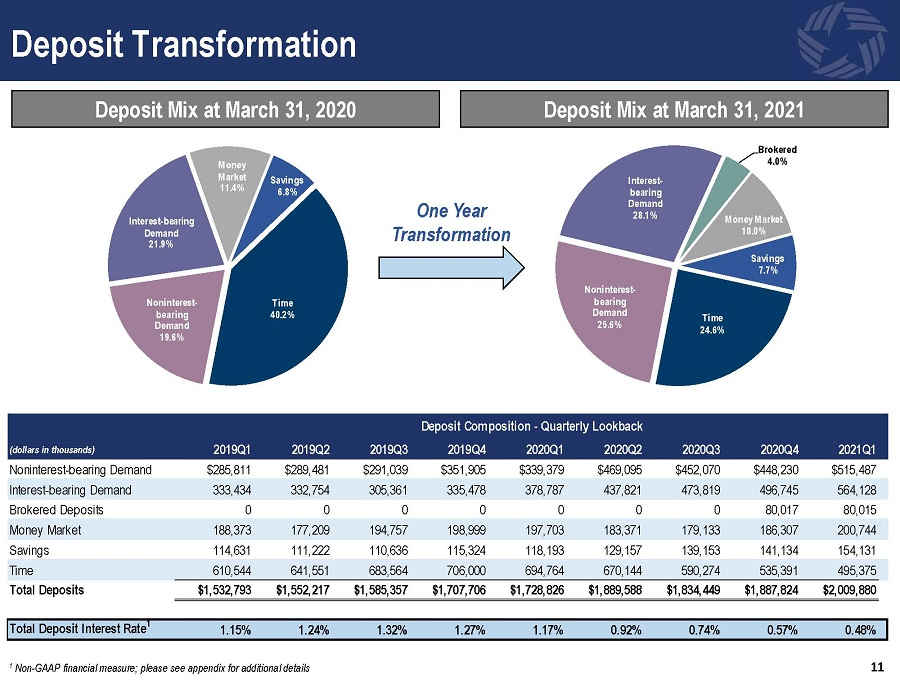 Deposit Transformation
Deposit Mix at March 31, 2020
Deposit Mix at March 31, 2021
Money
Market
11.4%
Savings
6.8%
Interest-bearing
Demand
21.9%
Noninterest-
bearing
Demand
19.6%
Time
40.2%
One Year
Transformation
Brokered
4.0%
Interest-
bearing
Demand
28.1%
Money Market
10.0%
Savings
7.7%
Noninterest-
bearing
Demand
25.6%
Time
24.6%
Deposit Composition - Quarterly Lookback
(dollars in thousands) 2019Q1 2019Q2 2019Q3 2019Q4 2020Q1 2020Q2 2020Q3 2020Q4 2021Q1
Noninterest-bearing Demand $285,811 $289,481 $291,039 $351,905 $339,379 $469,095 $452,070 $448,230 $515,487
Interest-bearing Demand 333,434 332,754 305,361 335,478 378,787 437,821 473,819 496,745 564,128
Brokered Deposits 0 0 0 0 0 0 0 80,017 80,015
Money Market 188,373 177,209 194,757 198,999 197,703 183,371 179,133 186,307 200,744
Savings 114,631 111,222 110,636 115,324 118,193 129,157 139,153 141,134 154,131
Time 610,544 641,551 683,564 706,000 694,764 670,144 590,274 535,391 495,375
Total Deposits $1,532,793 $1,552,217 $1,585,357 $1,707,706 $1,728,826 $1,889,588 $1,834,449 $1,887,824 $2,009,880
Total Deposit Interest Rate¹ 1.15% 1.24% 1.32% 1.27% 1.17% 0.92% 0.74% 0.57% 0.48%
¹ Non-GAAP financial measure; please see appendix for additional details
11